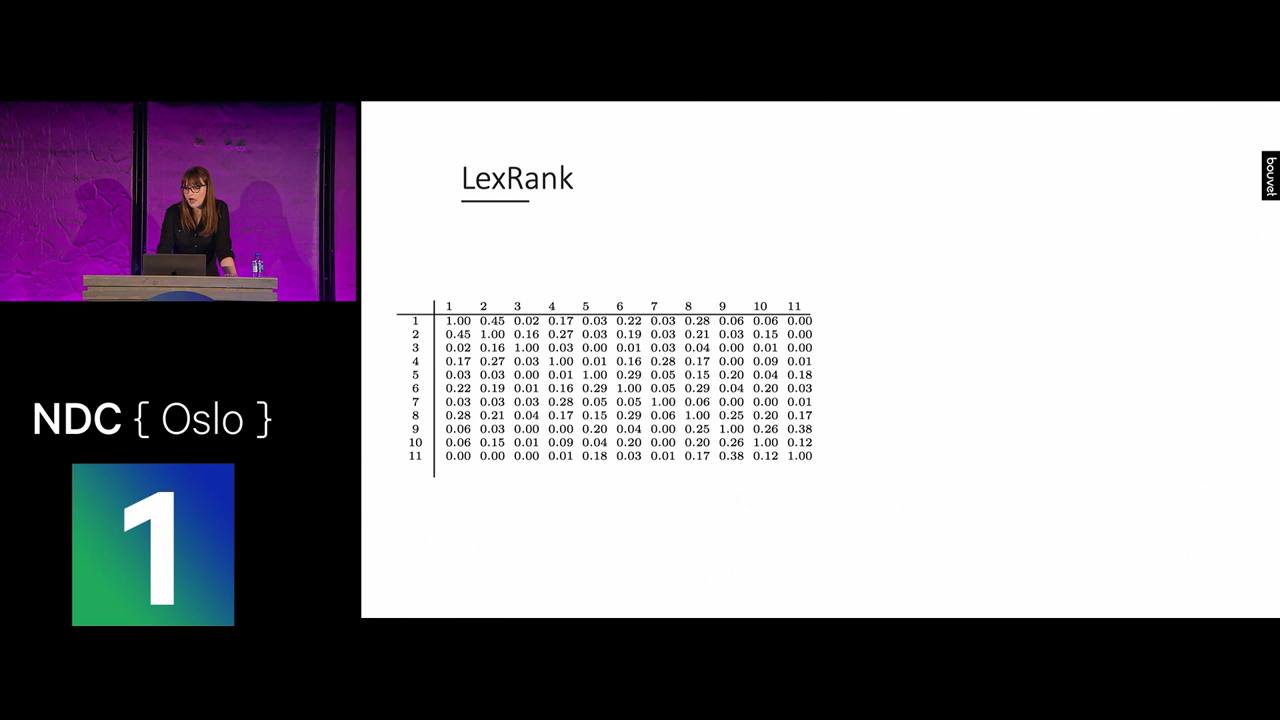 LexRank
bouvet
1 2 3 4 5 6 7 8 9 10 11
1 1.00 0.45 0.02 0.17 0.03 0.22 0.03 0.28 0.06 0.06 0.00
2 0.45 1.00 0.16 0.27 0.03 0.19 0.03 0.21 0.03 0.15 0.00
3 0.02 0.16 1.00 0.03 0.00 0.01 0.03 0.04 0.00 0.01 0.00
4 0.17 0.27 0.03 1.00 0.01 0.16 0.28 0.17 0.00 0.09 0.01
5 0.03 0.03 0.00 0.01 1.00 0.29 0.05 0.15 0.20 0.04 0.18
6 0.22 0.19 0.01 0.16 0.29 1.00 0.05 0.29 0.04 0.20 0.03
7 0.03 0.03 0.03 0.28 0.05 0.05 1.00 0.06 0.00 0.00 0.01
8 0.28 0.21 0.04 0.17 0.15 0.29 0.06 1.00 0.25 0.20 0.17
9 0.06 0.03 0.00 0.00 0.20 0.04 0.00 0.25 1.00 0.26 0.38
10 0.06 0.15 0.01 0.09 0.04 0.20 0.00 0.20 0.26 1.00 0.12
11 0.00 0.00 0.00 0.01 0.18 0.03 0.01 0.17 0.38 0.12 1.00
NDC { Oslo }
1